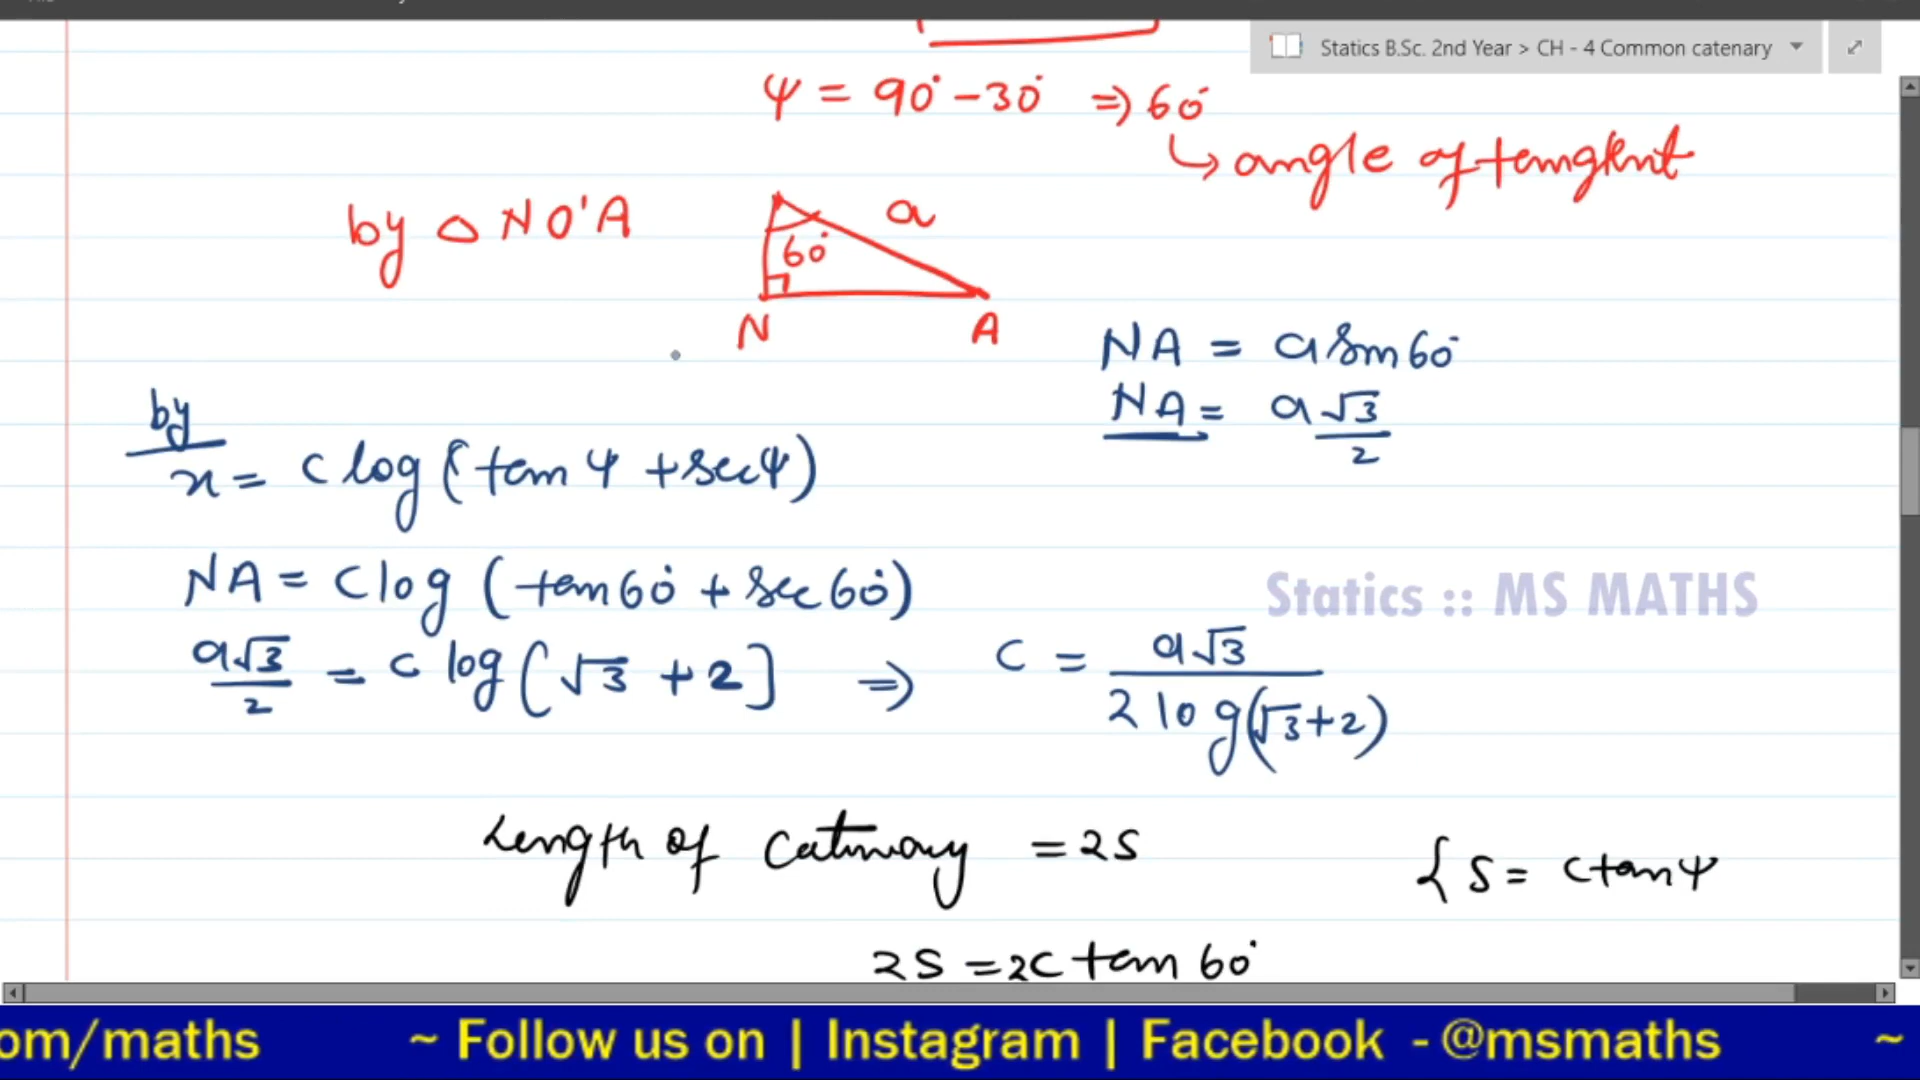 Statics B.Sc. 2nd Year > CH - 4 Common catenary
ψ = 90° - 30° ⇒ 60°
↳ angle of tangent
by △ NO'A
a
60°
N A
NA = a sin 60°
NA = a√3/2
by
x = c log (tan ψ + sec ψ)
NA = c log (tan 60° + sec 60°)
a√3/2 = c log [√3 + 2] ⇒ c = a√3 / 2 log(√3+2)
Statics :: MS MATHS
Length of Catenary = 2S
{ S = c tan ψ
2S = 2c tan 60°
om/maths ~ Follow us on | Instagram | Facebook - @msmaths ~